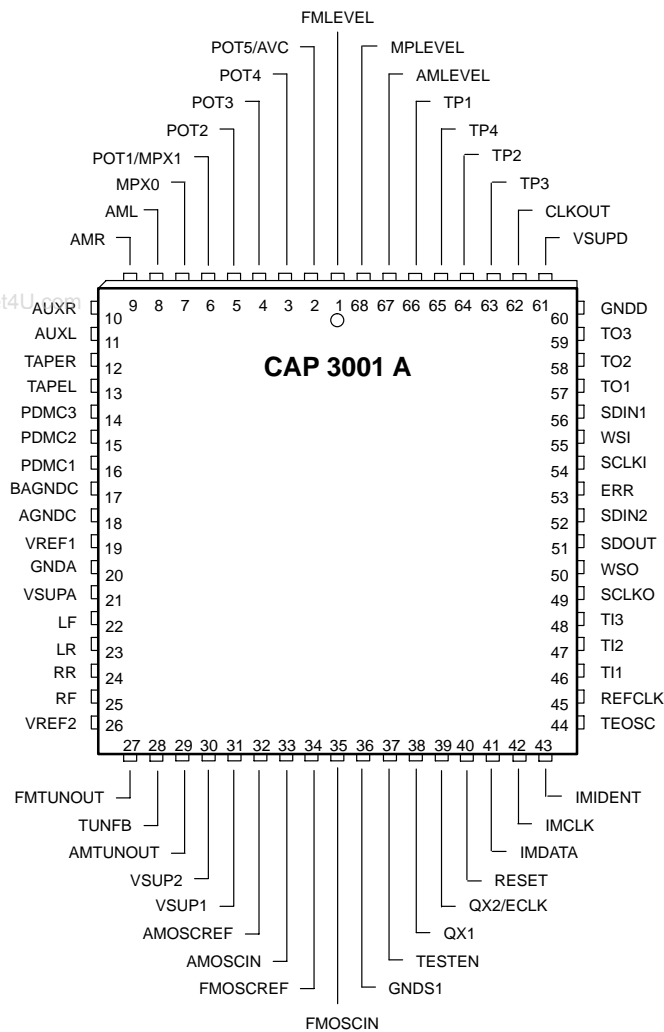 FMLEVEL
POT5/AVC MPLEVEL
POT4 AMLEVEL
POT3 TP1
POT2 TP4
POT1/MPX1 TP2
MPX0 TP3
AML CLKOUT
AMR VSUPD
9 8 7 6 5 4 3 2 1 68 67 66 65 64 63 62 61
CAP 3001 A
AUXR 10 60 GNDD
AUXL 11 59 TO3
TAPER 12 58 TO2
TAPEL 13 57 TO1
PDMC3 14 56 SDIN1
PDMC2 15 55 WSI
PDMC1 16 54 SCLKI
BAGNDC 17 53 ERR
AGNDC 18 52 SDIN2
VREF1 19 51 SDOUT
GNDA 20 50 WSO
VSUPA 21 49 SCLKO
LF 22 48 TI3
LR 23 47 TI2
RR 24 46 TI1
RF 25 45 REFCLK
VREF2 26 44 TEOSC
27 28 29 30 31 32 33 34 35 36 37 38 39 40 41 42 43
FMTUNOUT IMIDENT
TUNFB IMCLK
AMTUNOUT IMDATA
VSUP2 RESET
VSUP1 QX2/ECLK
AMOSCREF QX1
AMOSCIN TESTEN
FMOSCREF GNDS1
FMOSCIN